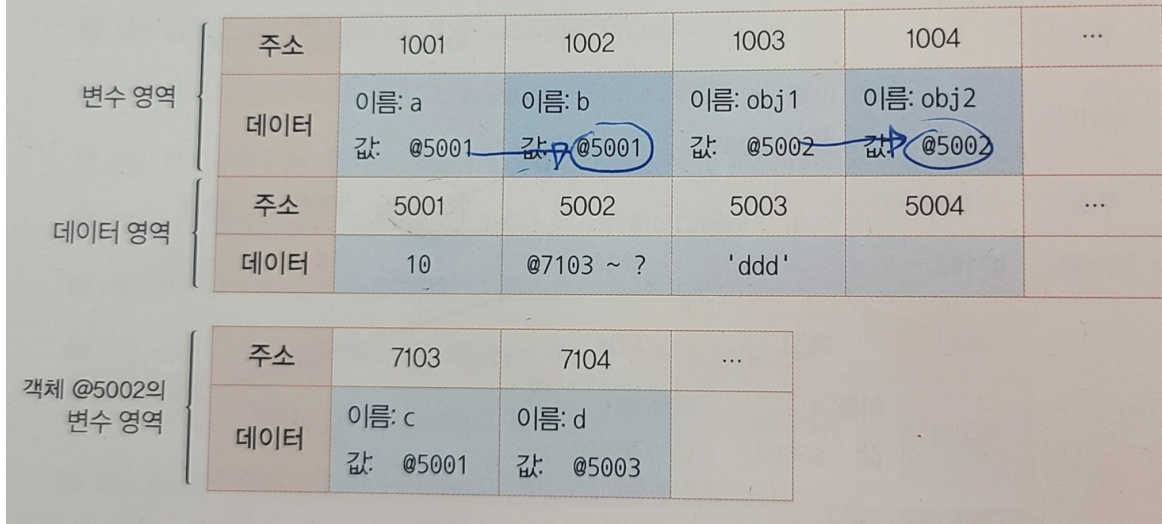 변수 영역
주소 1001 1002 1003 1004 ...
데이터
이름: a 이름: b 이름: obj1 이름: obj2
값: @5001 값: @5001 값: @5002 값: @5002
데이터 영역
주소 5001 5002 5003 5004 ...
데이터 10 @7103 ~ ? 'ddd'
객체 @5002의
변수 영역
주소 7103 7104 ...
데이터
이름: c 이름: d
값: @5001 값: @5003